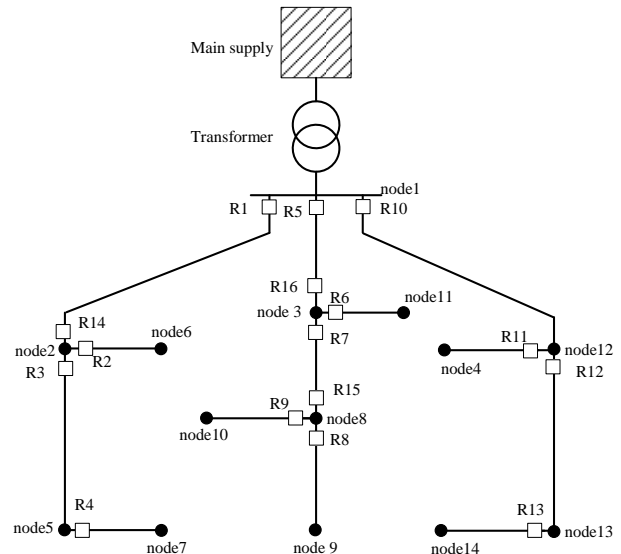 Main supply
Transformer
node1
R1
R5
R10
R16
R6
node11
node 3
R7
R14
node6
node2
R2
R3
R11
node12
node4
R12
R15
R9
node8
node10
R8
R4
node5
node7
node 9
R13
node13
node14